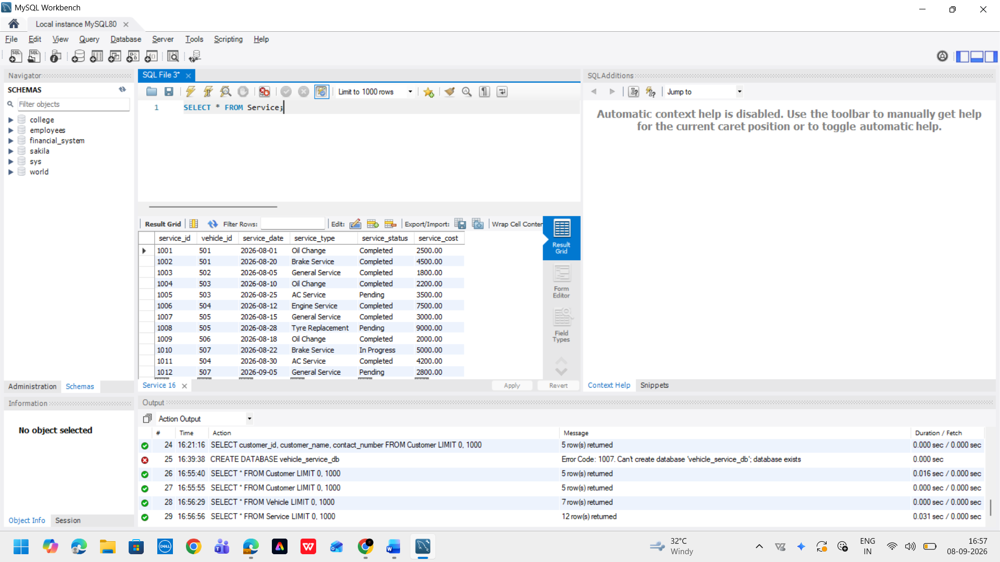 MySQL Workbench
Local instance MySQL80
File Edit View Query Database Server Tools Scripting Help
Navigator
SCHEMAS
Filter objects
college
employees
financial_system
sakila
sys
world
Administration Schemas
Information
No object selected
Object Info Session
SQL File 3*
Limit to 1000 rows
1 SELECT * FROM Service;
Result Grid Filter Rows: Edit: Export/Import: Wrap Cell Conter
service_id vehicle_id service_date service_type service_status service_cost
1001 501 2026-08-01 Oil Change Completed 2500.00
1002 501 2026-08-20 Brake Service Completed 4500.00
1003 502 2026-08-05 General Service Completed 1800.00
1004 503 2026-08-10 Oil Change Completed 2200.00
1005 503 2026-08-25 AC Service Pending 3500.00
1006 504 2026-08-12 Engine Service Completed 7500.00
1007 505 2026-08-15 General Service Completed 3000.00
1008 505 2026-08-28 Tyre Replacement Pending 9000.00
1009 506 2026-08-18 Oil Change Completed 2000.00
1010 507 2026-08-22 Brake Service In Progress 5000.00
1011 504 2026-08-30 AC Service Completed 4200.00
1012 507 2026-09-05 General Service Pending 2800.00
Result
Grid
Form
Editor
Field
Types
Service 16 Apply Revert
SQLAdditions
Jump to
Automatic context help is disabled. Use the toolbar to manually get help
for the current caret position or to toggle automatic help.
Context Help Snippets
Output
Action Output
# Time Action Message Duration / Fetch
24 16:21:16 SELECT customer_id, customer_name, contact_number FROM Customer LIMIT 0, 1000 5 row(s) returned 0.000 sec / 0.000 sec
25 16:39:38 CREATE DATABASE vehicle_service_db Error Code: 1007. Can't create database 'vehicle_service_db'; database exists 0.000 sec
26 16:55:40 SELECT * FROM Customer LIMIT 0, 1000 5 row(s) returned 0.016 sec / 0.000 sec
27 16:55:55 SELECT * FROM Customer LIMIT 0, 1000 5 row(s) returned 0.000 sec / 0.000 sec
28 16:56:29 SELECT * FROM Vehicle LIMIT 0, 1000 7 row(s) returned 0.000 sec / 0.000 sec
29 16:56:56 SELECT * FROM Service LIMIT 0, 1000 12 row(s) returned 0.031 sec / 0.000 sec
32°C
Windy
ENG
IN
16:57
08-09-2026